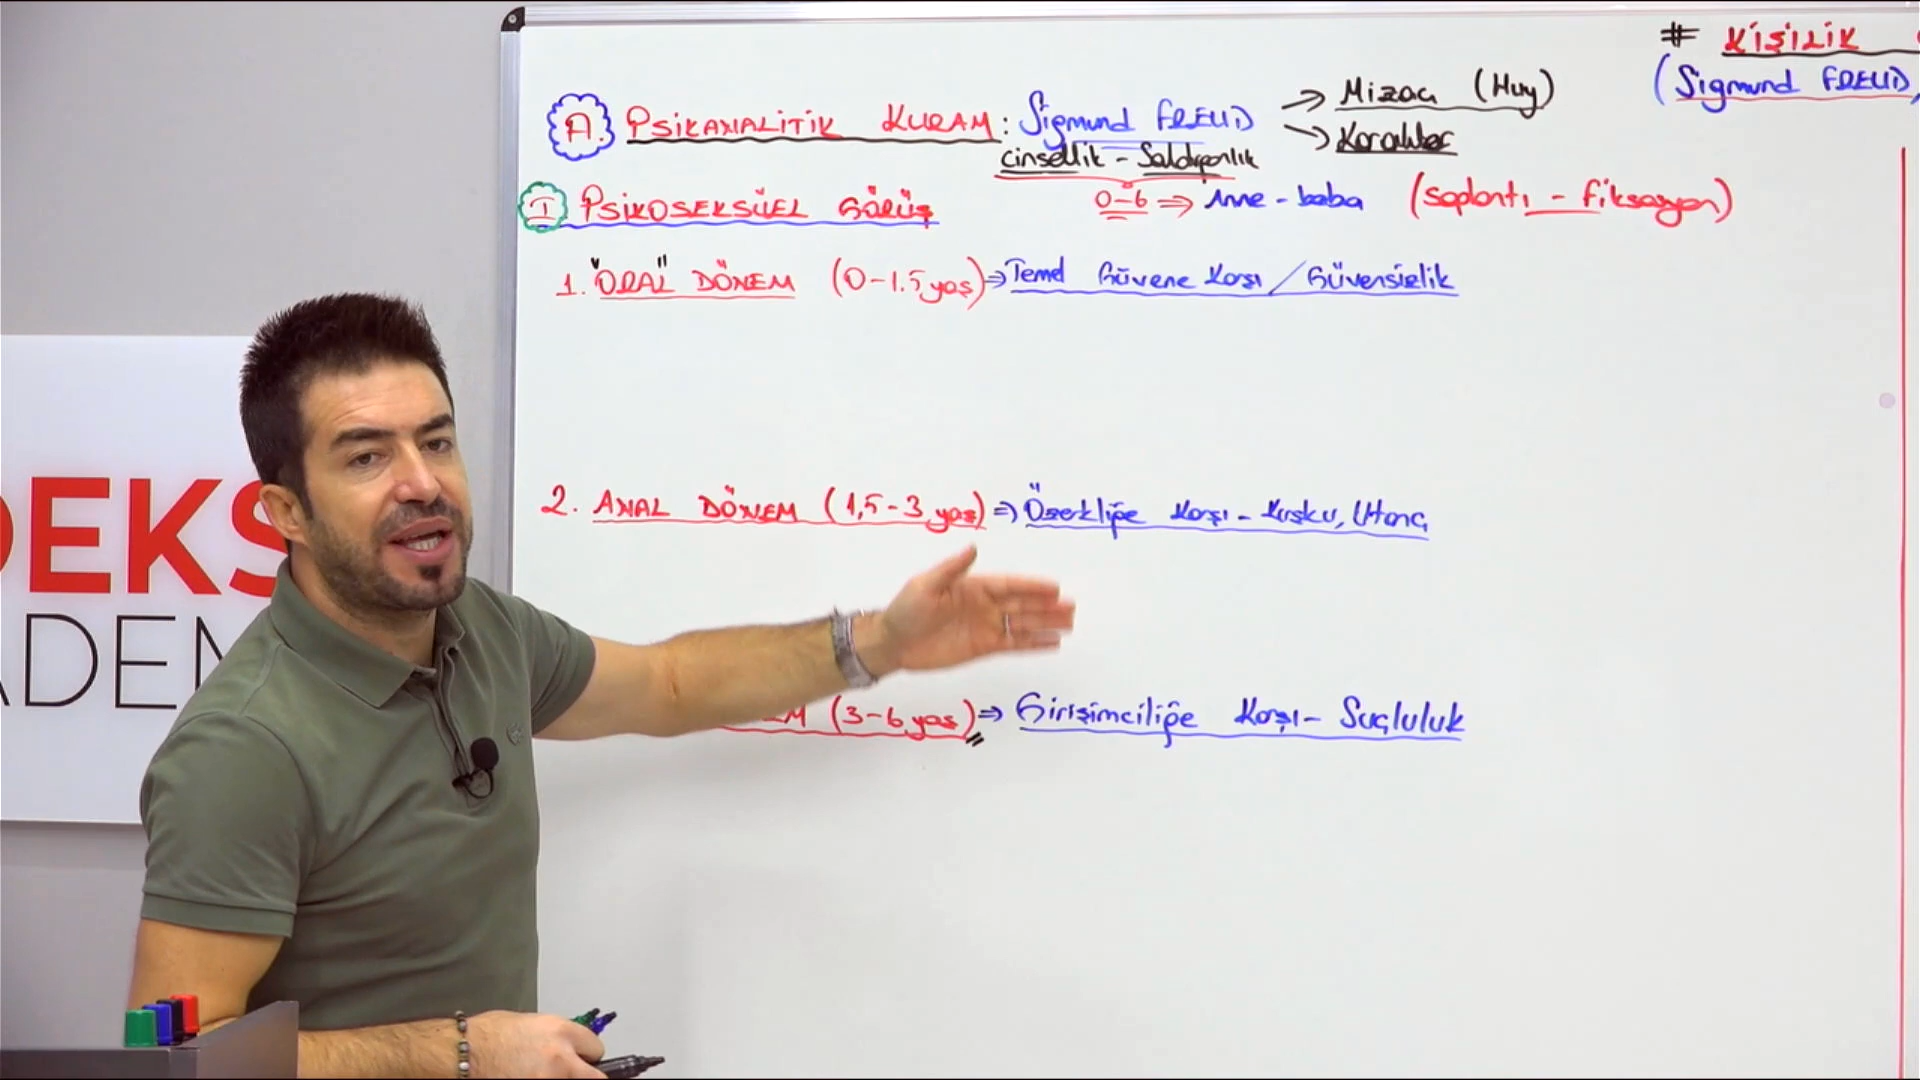 # KİŞİLİK
(Sigmund FREUD,
A. PSİKANALİTİK KURAM: Sigmund FREUD → Mizaç (Huy)
→ Karakter
cinsellik - Saldırganlık
I PSİKOSEKSÜEL GÖRÜŞ 0-6 ⇒ Anne - baba (saplantı - fiksasyon)
1. "ORAL" DÖNEM (0-1.5 yaş) ⇒ Temel Güvene Karşı / Güvensizlik
2. ANAL DÖNEM (1,5-3 yaş) ⇒ Özerkliğe Karşı - Kuşku, Utanç
EM (3-6 yaş) ⇒ Girişimciliğe Karşı - Suçluluk
DEKS
ADEM